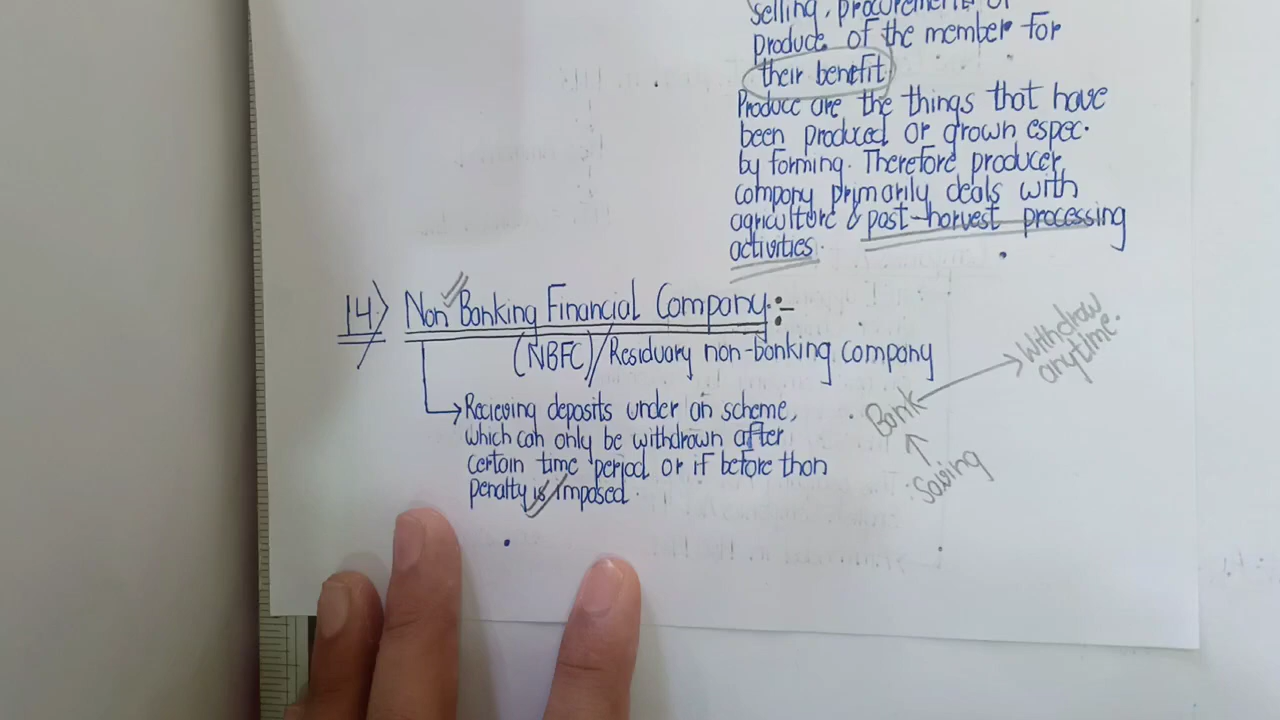 selling, procurement of
produce of the member for
their benefit
Produce are the things that have
been produced or grown espec.
by forming. Therefore producer
company primarily deals with
agriculture & post-harvest processing
activities.
14> Non Banking Financial Company :-
(NBFC)/Residuary non-banking company
→ Recieving deposits under an scheme,
which can only be withdrawn after
certain time period or if before than
penalty is imposed.
Withdraw
anytime.
Bank
Saving